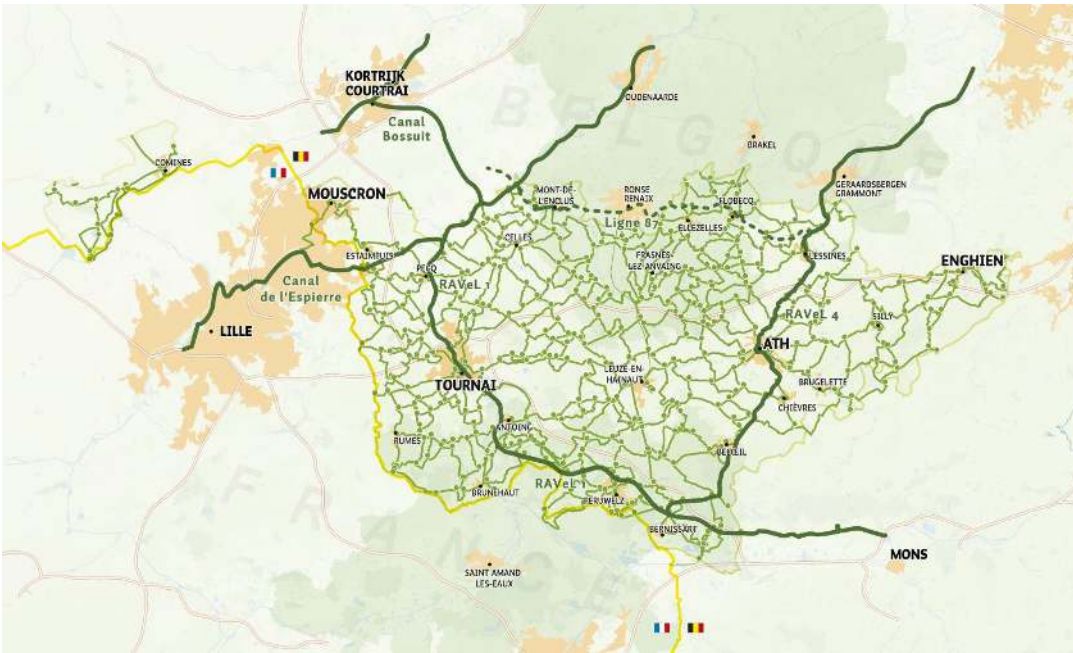 KORTRIJK
COURTRAI
OUDENAARDE
Canal
Bossuit
BELGIQUE
BRAKEL
COMINES
GERAARDSBERGEN
GRAMMONT
MOUSCRON
MONT-DE-
L'ENCLUS
RONSE
RENAIX
FLOBECQ
Ligne 87
ELLEZELLES
CELLES
ESTAIMPUIS
FRASNES-
LEZ-ANVAING
LESSINES
ENGHIEN
PECQ
RAVeL 1
Canal
de l'Espierre
RAVeL 4
SILLY
LILLE
ATH
TOURNAI
LEUZE-EN-
HAINAUT
BRUGELETTE
CHIÈVRES
ANTOING
RUMES
BELŒIL
FRANCE
BRUNEHAUT
RAVeL 1
PERUWELZ
BERNISSART
MONS
SAINT AMAND
LES-EAUX